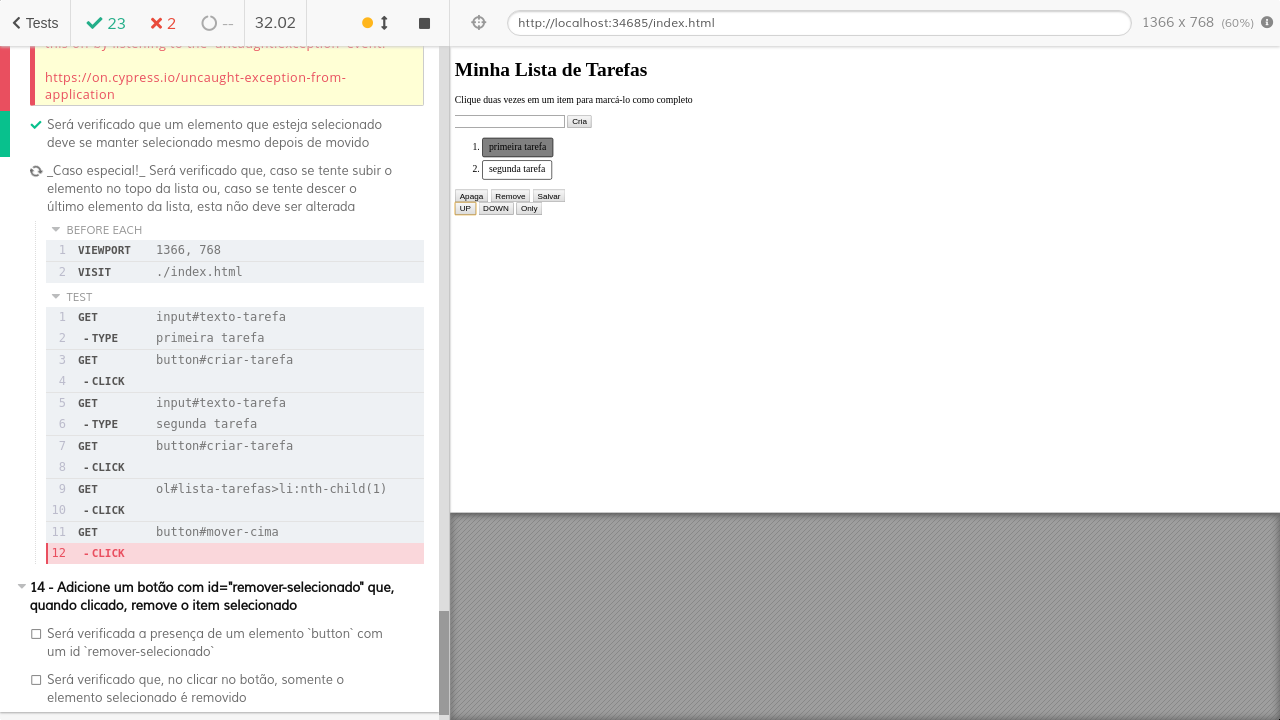 Tests
23
2
--
32.02
this off by listening to the 'uncaught:exception' event.
https://on.cypress.io/uncaught-exception-from-
application
Será verificado que um elemento que esteja selecionado
deve se manter selecionado mesmo depois de movido
_Caso especial!_ Será verificado que, caso se tente subir o
elemento no topo da lista ou, caso se tente descer o
último elemento da lista, esta não deve ser alterada
BEFORE EACH
1 VIEWPORT 1366, 768
2 VISIT ./index.html
TEST
1 GET input#texto-tarefa
2 -TYPE primeira tarefa
3 GET button#criar-tarefa
4 -CLICK
5 GET input#texto-tarefa
6 -TYPE segunda tarefa
7 GET button#criar-tarefa
8 -CLICK
9 GET ol#lista-tarefas>li:nth-child(1)
10 -CLICK
11 GET button#mover-cima
12 -CLICK
14 - Adicione um botão com id="remover-selecionado" que,
quando clicado, remove o item selecionado
Será verificada a presença de um elemento `button` com
um id `remover-selecionado`
Será verificado que, no clicar no botão, somente o
elemento selecionado é removido
http://localhost:34685/index.html
1366 x 768 (60%)
Minha Lista de Tarefas
Clique duas vezes em um item para marcá-lo como completo
Cria
1. primeira tarefa
2. segunda tarefa
Apaga Remove Salvar
UP DOWN Only